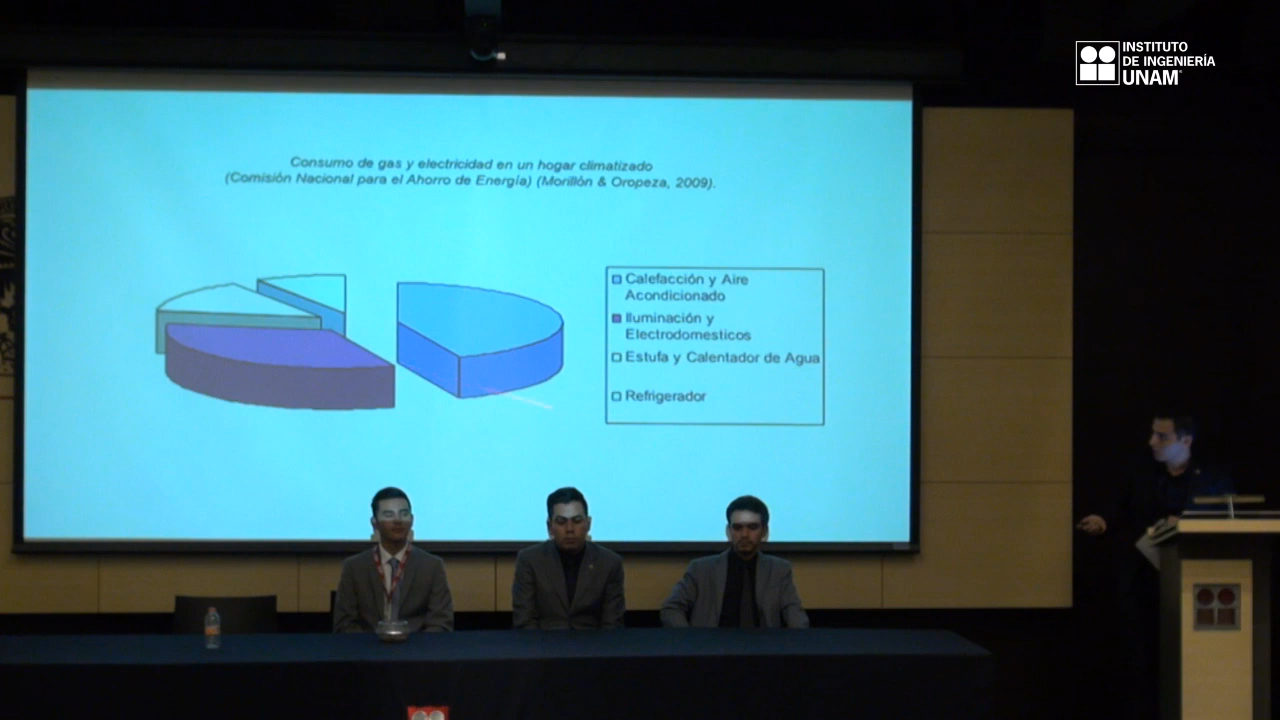 INSTITUTO
DE INGENIERÍA
UNAM
Consumo de gas y electricidad en un hogar climatizado
(Comisión Nacional para el Ahorro de Energía) (Morillón & Oropeza, 2009).
Calefacción y Aire
Acondicionado
Iluminación y
Electrodomesticos
Estufa y Calentador de Agua
Refrigerador